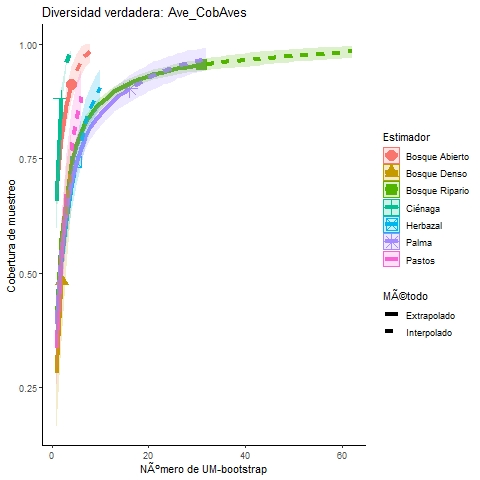 Diversidad verdadera: Ave_CobAves
1.00
0.75
0.50
0.25
Cobertura de muestreo
0
20
40
60
NÃºmero de UM-bootstrap
Estimador
Bosque Abierto
Bosque Denso
Bosque Ripario
Ciénaga
Herbazal
Palma
Pastos
MÃ©todo
Extrapolado
Interpolado